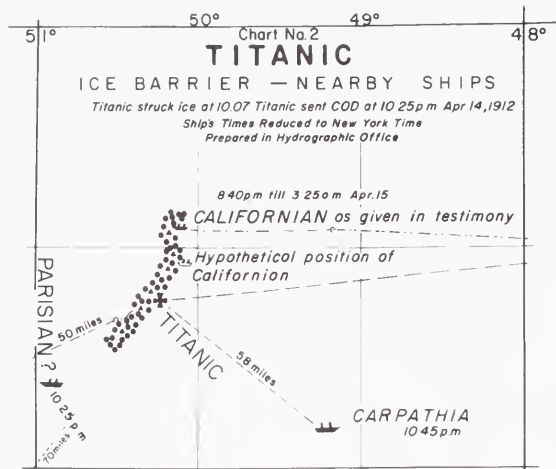 51° 50° 49° 48°
Chart No. 2
TITANIC
ICE BARRIER — NEARBY SHIPS
Titanic struck ice at 10.07 Titanic sent COD at 10 25 pm Apr 14, 1912
Ship's Times Reduced to New York Time
Prepared in Hydrographic Office
8 40 pm till 3 25 am Apr. 15
CALIFORNIAN as given in testimony
Hypothetical position of
Californian
PARISIAN ?
50 miles
TITANIC
58 miles
10 25 p m
70 miles
CARPATHIA
10 45 p.m